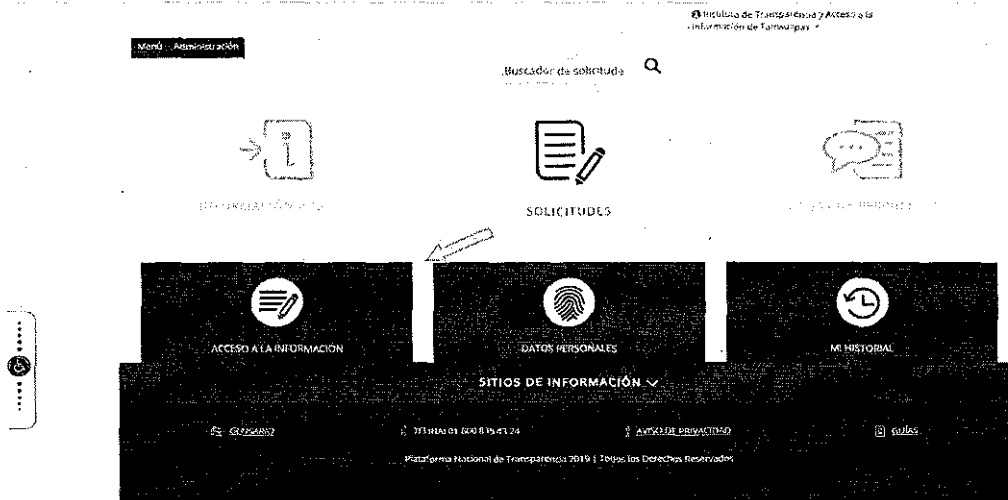 Instituto de Transparencia y Acceso a la
Información de Tamaulipas
Menú Administración
Buscador de solicitude
SOLICITUDES
ACCESO A LA INFORMACIÓN
DATOS PERSONALES
MI HISTORIAL
SITIOS DE INFORMACIÓN
GLOSARIO
AVISO DE PRIVACIDAD
GUÍAS
Plataforma Nacional de Transparencia 2019 | Todos los Derechos Reservados